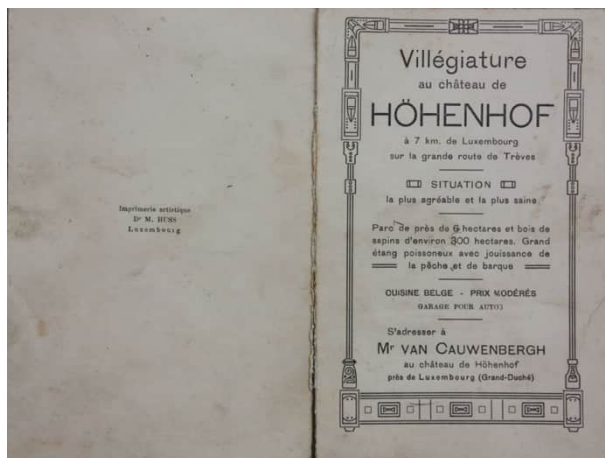 Imprimerie artistique
Dr M. HUSS
Luxembourg
Villégiature
au château de
HÖHENHOF
à 7 km. de Luxembourg
sur la grande route de Trèves
SITUATION
la plus agréable et la plus saine
Parc de près de 6 hectares et bois de
sapins d'environ 300 hectares. Grand
étang poissoneux avec jouissance de
la pêche et de barque
CUISINE BELGE - PRIX MODÉRÉS
GARAGE POUR AUTOS
S'adresser à
Mr VAN CAUWENBERGH
au château de Höhenhof
près de Luxembourg (Grand-Duché)